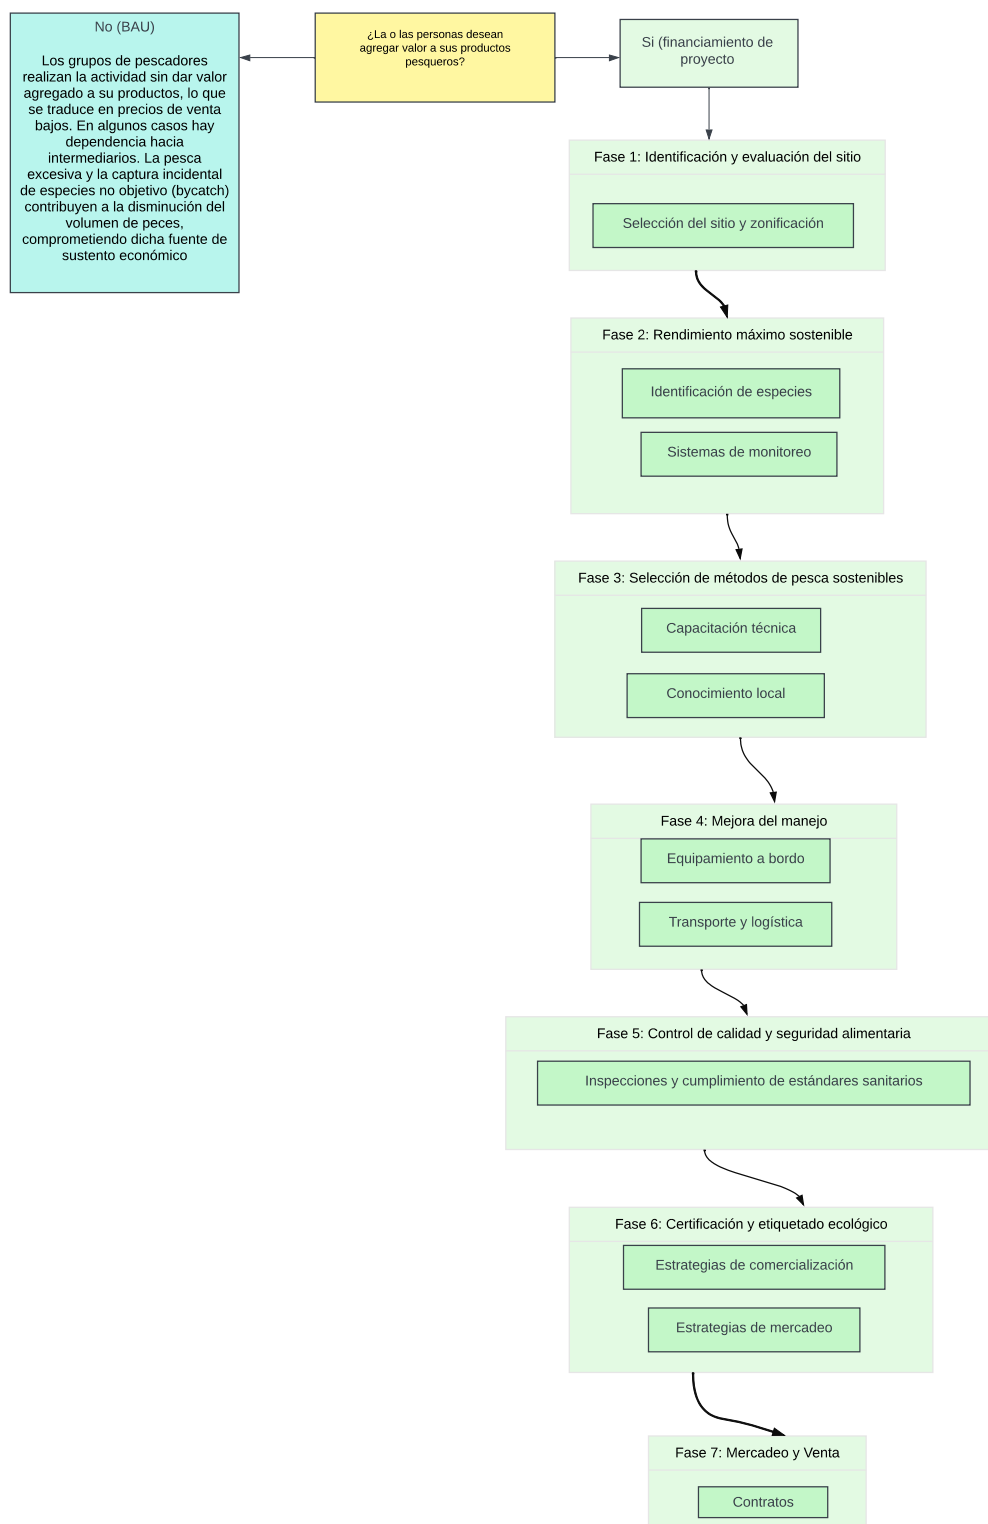 No (BAU)
Los grupos de pescadores
realizan la actividad sin dar valor
agregado a su productos, lo que
se traduce en precios de venta
bajos. En algunos casos hay
dependencia hacia
intermediarios. La pesca
excesiva y la captura incidental
de especies no objetivo (bycatch)
contribuyen a la disminución del
volumen de peces,
comprometiendo dicha fuente de
sustento económico
¿La o las personas desean
agregar valor a sus productos
pesqueros?
Si (financiamiento de
proyecto
Fase 1: Identificación y evaluación del sitio
Selección del sitio y zonificación
Fase 2: Rendimiento máximo sostenible
Identificación de especies
Sistemas de monitoreo
Fase 3: Selección de métodos de pesca sostenibles
Capacitación técnica
Conocimiento local
Fase 4: Mejora del manejo
Equipamiento a bordo
Transporte y logística
Fase 5: Control de calidad y seguridad alimentaria
Inspecciones y cumplimiento de estándares sanitarios
Fase 6: Certificación y etiquetado ecológico
Estrategias de comercialización
Estrategias de mercadeo
Fase 7: Mercadeo y Venta
Contratos